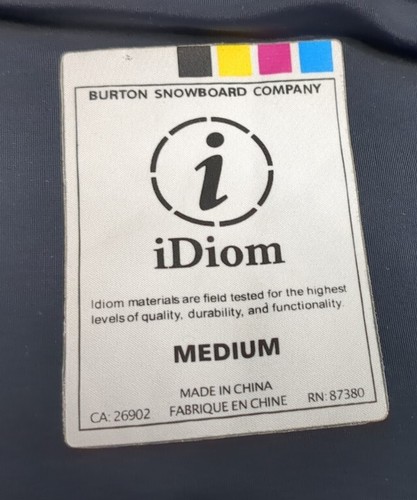 BURTON SNOWBOARD COMPANY
i
iDiom
Idiom materials are field tested for the highest
levels of quality, durability, and functionality.
MEDIUM
MADE IN CHINA
CA: 26902 FABRIQUE EN CHINE RN: 87380